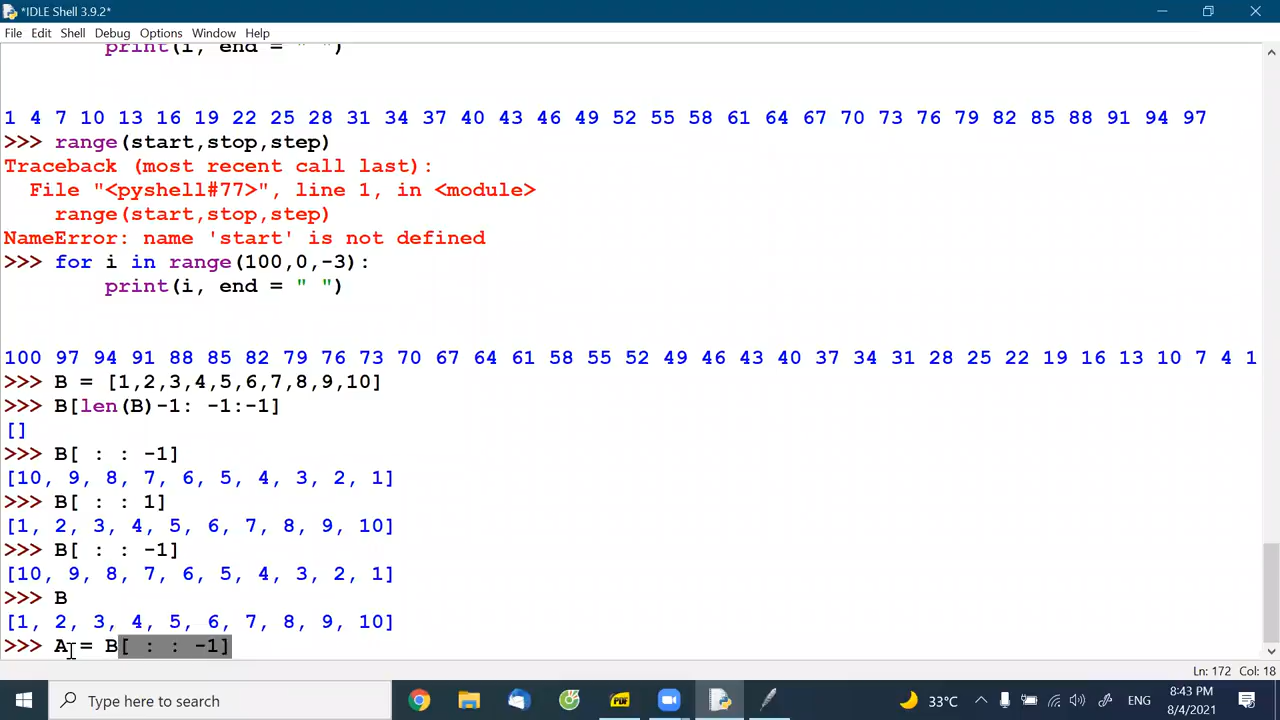 *IDLE Shell 3.9.2*
File Edit Shell Debug Options Window Help
print(i, end = " ")
1 4 7 10 13 16 19 22 25 28 31 34 37 40 43 46 49 52 55 58 61 64 67 70 73 76 79 82 85 88 91 94 97
>>> range(start,stop,step)
Traceback (most recent call last):
File "<pyshell#77>", line 1, in <module>
range(start,stop,step)
NameError: name 'start' is not defined
>>> for i in range(100,0,-3):
print(i, end = " ")
100 97 94 91 88 85 82 79 76 73 70 67 64 61 58 55 52 49 46 43 40 37 34 31 28 25 22 19 16 13 10 7 4 1
>>> B = [1,2,3,4,5,6,7,8,9,10]
>>> B[len(B)-1: -1:-1]
[]
>>> B[ : : -1]
[10, 9, 8, 7, 6, 5, 4, 3, 2, 1]
>>> B[ : : 1]
[1, 2, 3, 4, 5, 6, 7, 8, 9, 10]
>>> B[ : : -1]
[10, 9, 8, 7, 6, 5, 4, 3, 2, 1]
>>> B
[1, 2, 3, 4, 5, 6, 7, 8, 9, 10]
>>> A = B[ : : -1]
Ln: 172 Col: 18
Type here to search
33°C
ENG
8:43 PM
8/4/2021